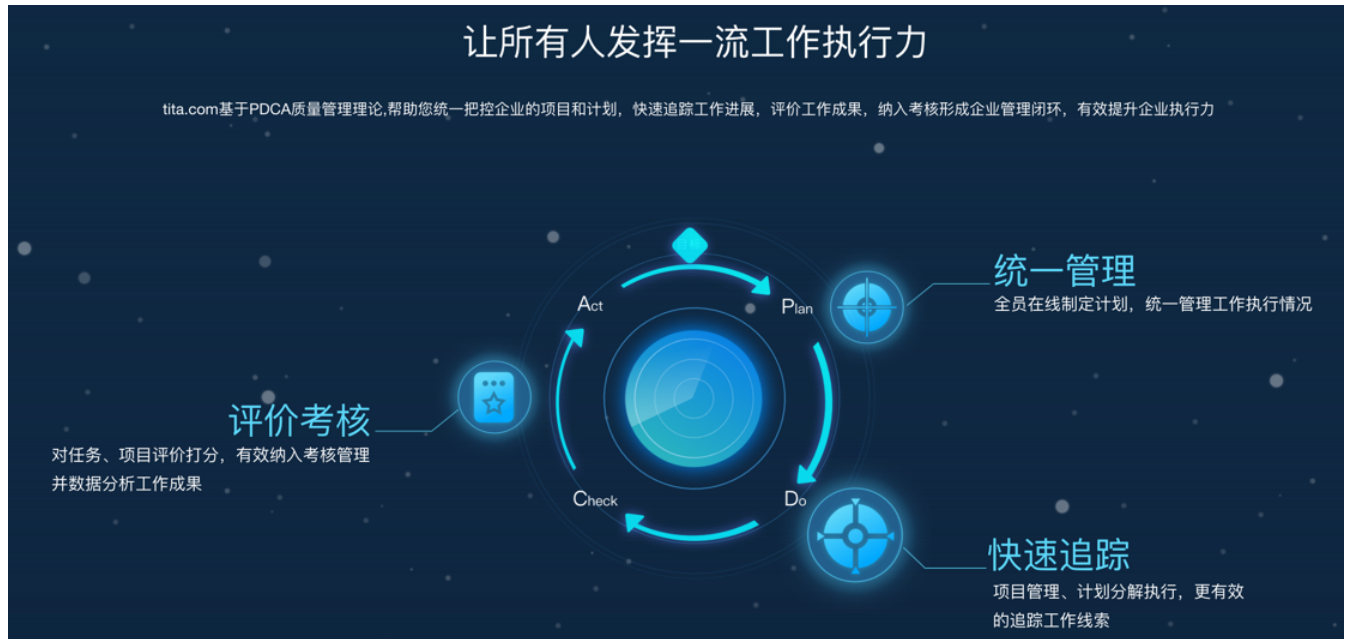 让所有人发挥一流工作执行力
tita.com基于PDCA质量管理理论,帮助您统一把控企业的项目和计划，快速追踪工作进展，评价工作成果，纳入考核形成企业管理闭环，有效提升企业执行力
统一管理
全员在线制定计划，统一管理工作执行情况
Act
Plan
评价考核
对任务、项目评价打分，有效纳入考核管理
并数据分析工作成果
Check
Do
快速追踪
项目管理、计划分解执行，更有效
的追踪工作线索